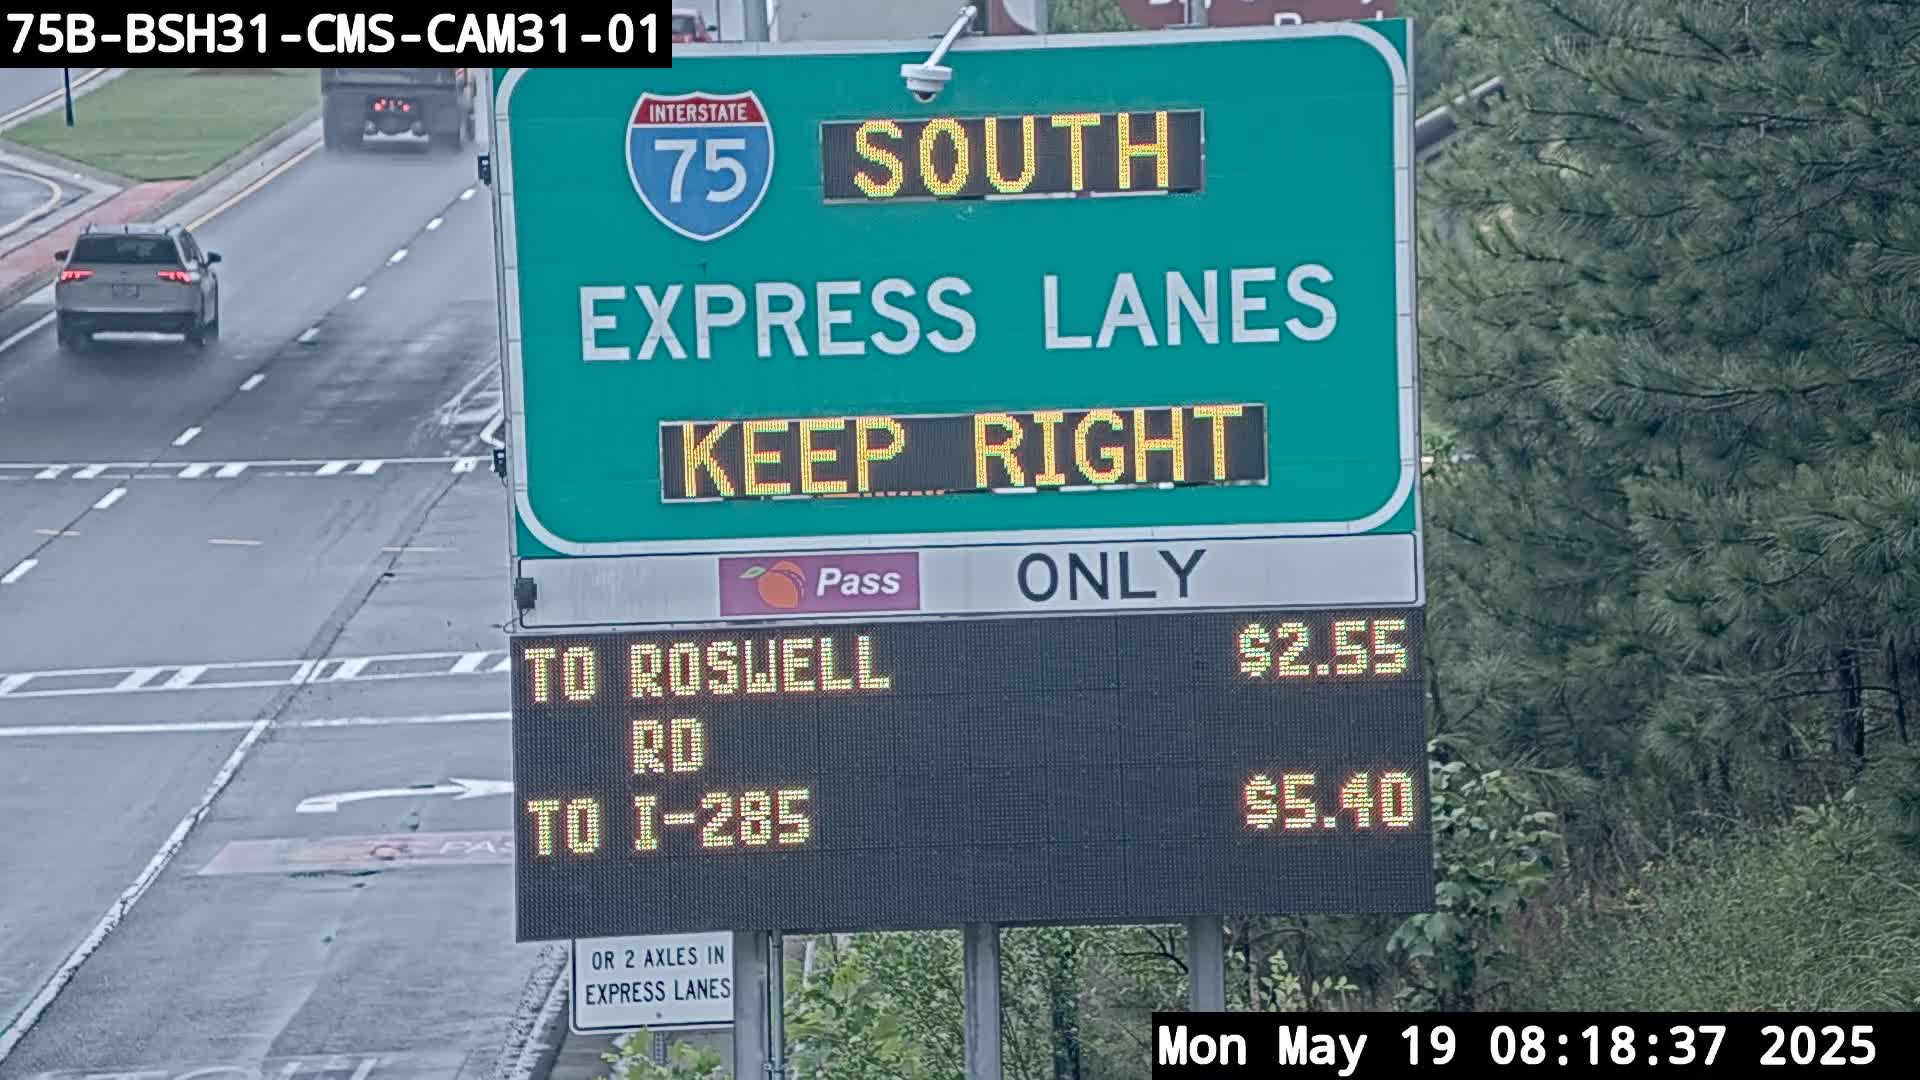 75B-BSH31-CMS-CAM31-01
INTERSTATE
75
SOUTH
EXPRESS LANES
KEEP RIGHT
Pass
ONLY
TO ROSWELL $2.55
RD
TO I-285 $5.40
OR 2 AXLES IN
EXPRESS LANES
Mon May 19 08:18:37 2025